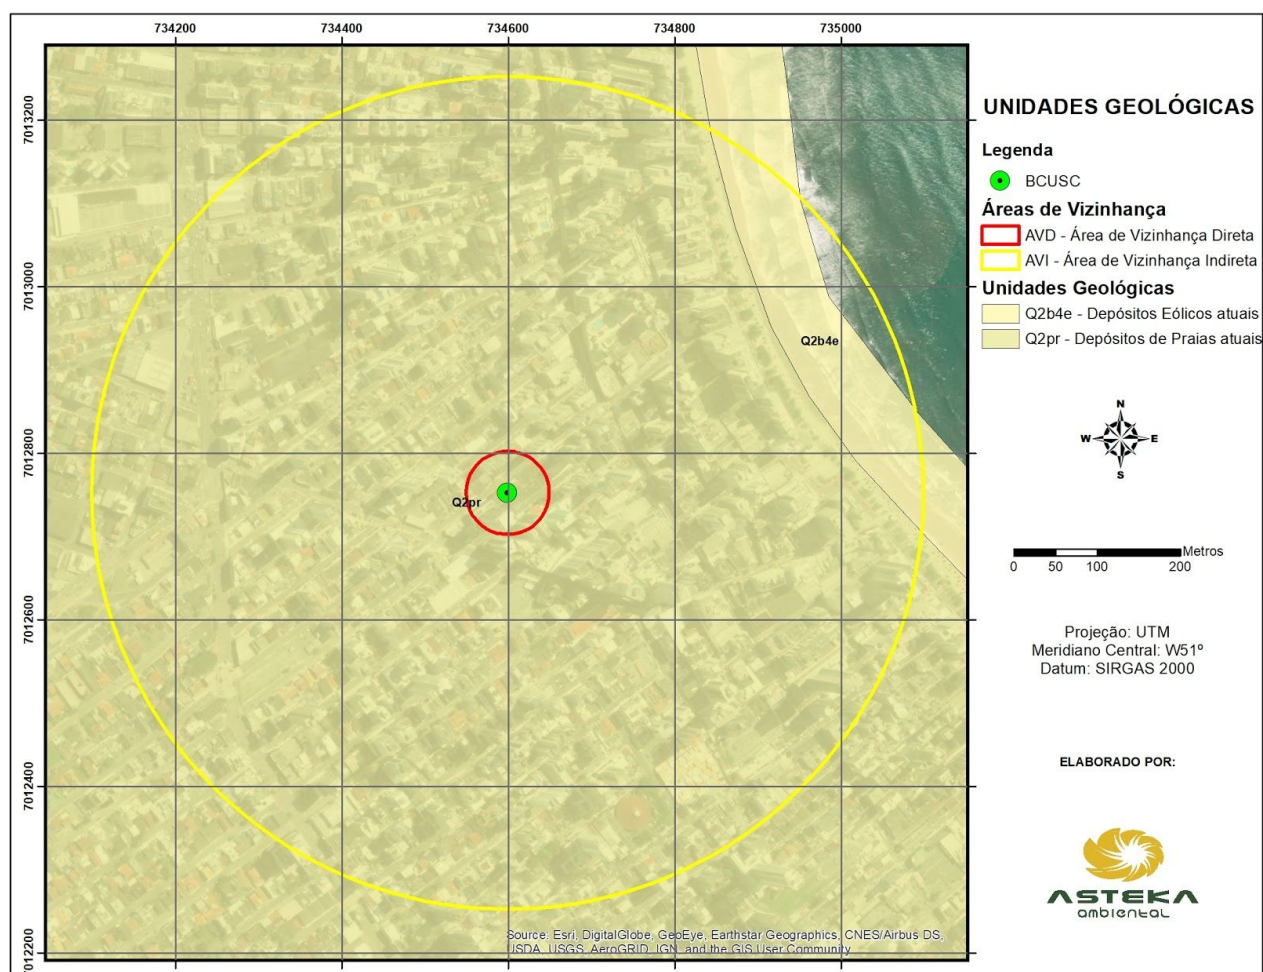 734200 734400 734600 734800 735000
7013200
7013000
7012800
7012600
7012400
7012200
Q2b4e
Q2pr
Source: Esri, DigitalGlobe, GeoEye, Earthstar Geographics, CNES/Airbus DS,
USDA, USGS, AeroGRID, IGN, and the GIS User Community
UNIDADES GEOLÓGICAS
Legenda
BCUSC
Áreas de Vizinhança
AVD - Área de Vizinhança Direta
AVI - Área de Vizinhança Indireta
Unidades Geológicas
Q2b4e - Depósitos Eólicos atuais
Q2pr - Depósitos de Praias atuais
N
W E
S
Metros
0 50 100 200
Projeção: UTM
Meridiano Central: W51º
Datum: SIRGAS 2000
ELABORADO POR:
ASTEKA
ambiental